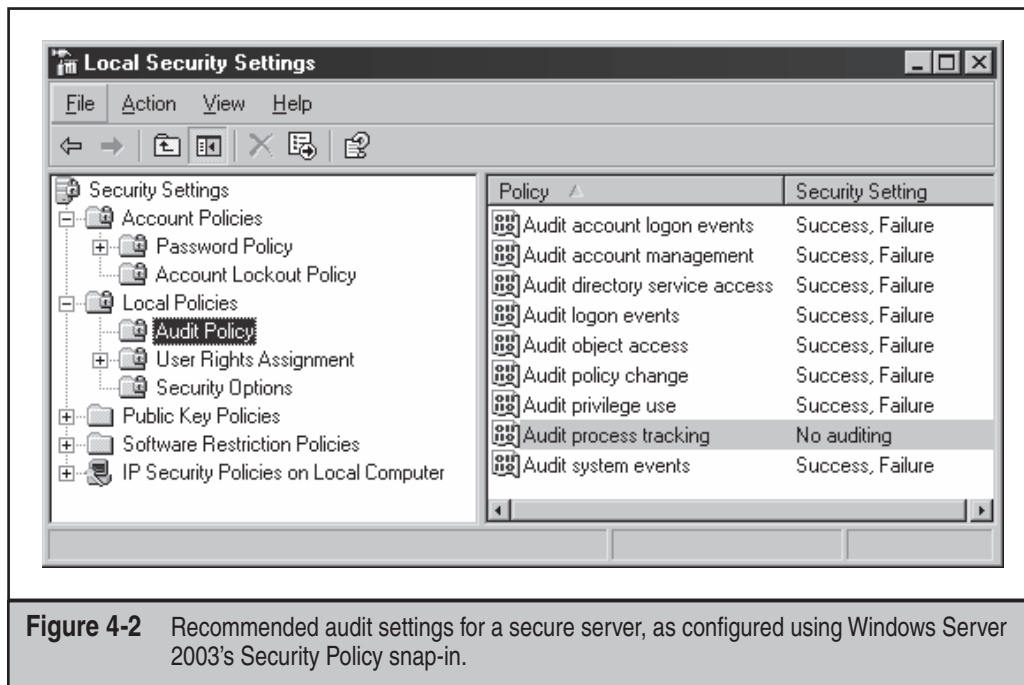 Local Security Settings
File Action View Help
Security Settings
Account Policies
Password Policy
Account Lockout Policy
Local Policies
Audit Policy
User Rights Assignment
Security Options
Public Key Policies
Software Restriction Policies
IP Security Policies on Local Computer
Policy Security Setting
Audit account logon events Success, Failure
Audit account management Success, Failure
Audit directory service access Success, Failure
Audit logon events Success, Failure
Audit object access Success, Failure
Audit policy change Success, Failure
Audit privilege use Success, Failure
Audit process tracking No auditing
Audit system events Success, Failure
Figure 4-2 Recommended audit settings for a secure server, as configured using Windows Server
2003's Security Policy snap-in.